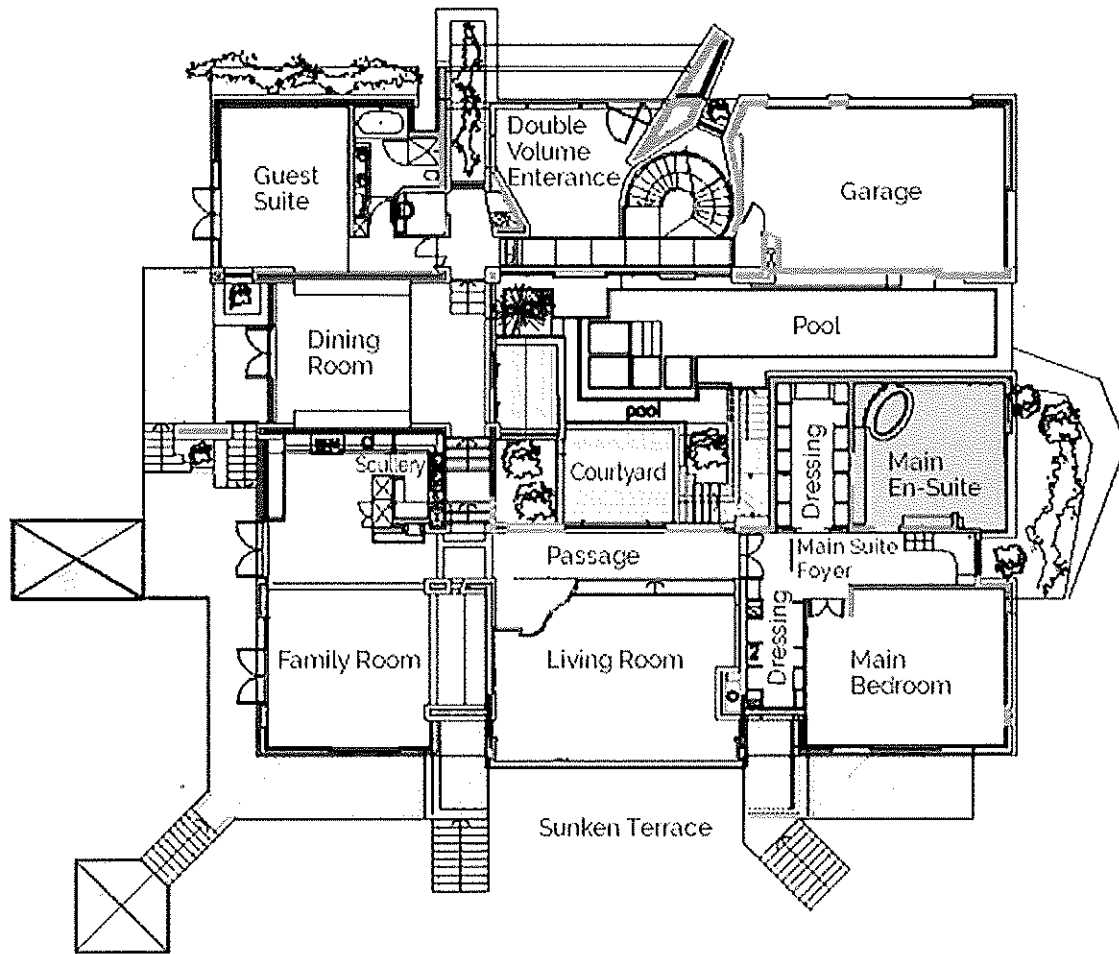 Double
Volume
Enterance
Guest
Suite
Garage
Dining
Room
Pool
pool
Scullery
Courtyard
Dressing
Main
En-Suite
Passage
Main Suite
Foyer
Family Room
Living Room
Dressing
Main
Bedroom
Sunken Terrace